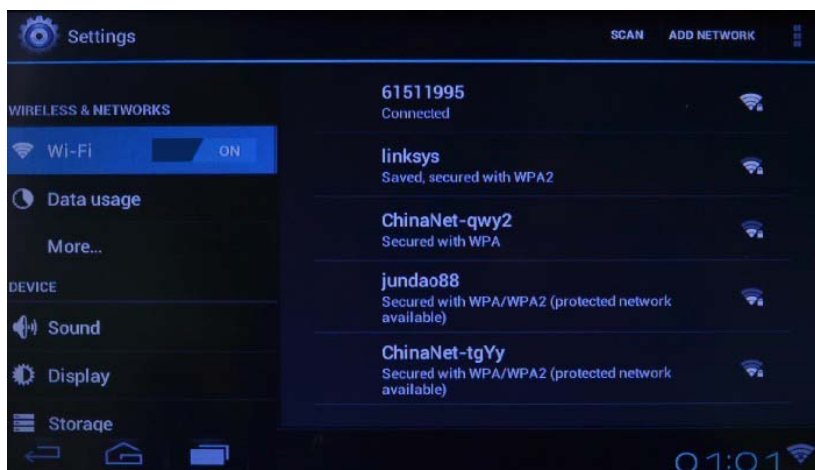 Settings
SCAN
ADD NETWORK
WIRELESS & NETWORKS
Wi-Fi
ON
Data usage
More...
DEVICE
Sound
Display
Storage
61511995
Connected
linksys
Saved, secured with WPA2
ChinaNet-qwy2
Secured with WPA
jundao88
Secured with WPA/WPA2 (protected network
available)
ChinaNet-tgYy
Secured with WPA/WPA2 (protected network
available)
01:01